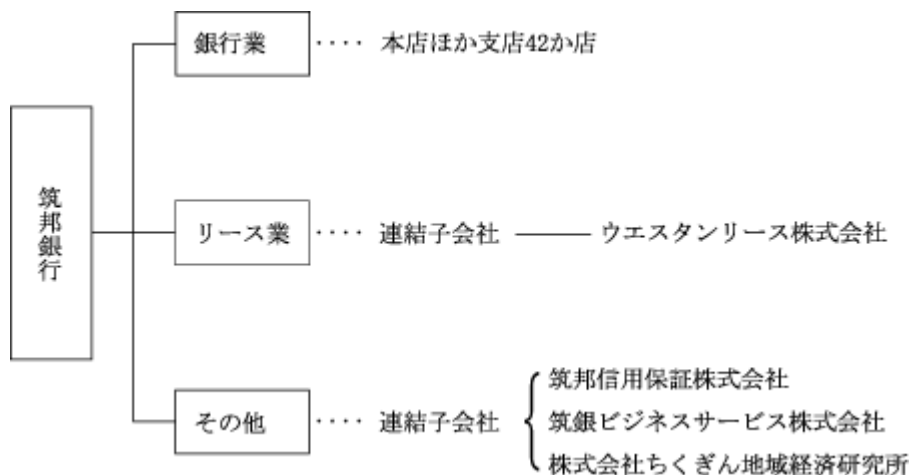 筑邦銀行
銀行業 ‥‥ 本店ほか支店42か店
リース業 ‥‥ 連結子会社 ─── ウエスタンリース株式会社
その他 ‥‥ 連結子会社
筑邦信用保証株式会社
筑銀ビジネスサービス株式会社
株式会社ちくぎん地域経済研究所